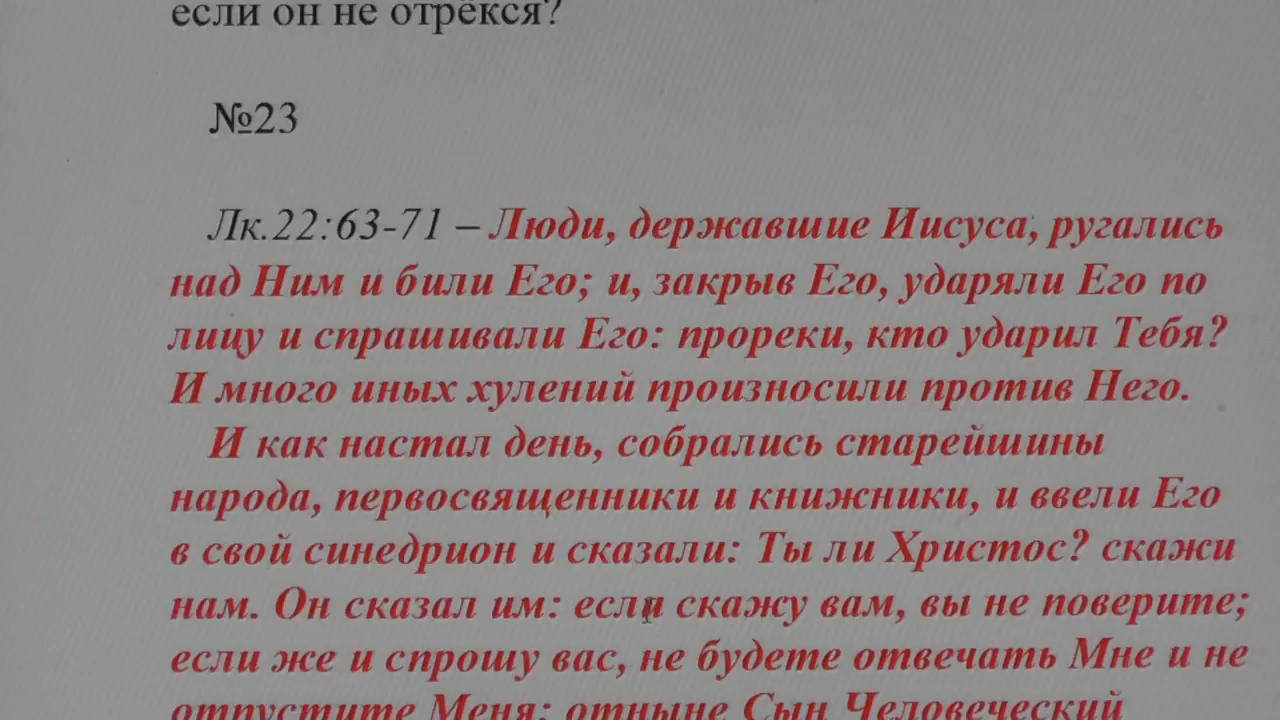 если он не отрёкся?
№23
Лк.22:63-71 – Люди, державшие Иисуса, ругались
над Ним и били Его; и, закрыв Его, ударяли Его по
лицу и спрашивали Его: прореки, кто ударил Тебя?
И много иных хулений произносили против Него.
И как настал день, собрались старейшины
народа, первосвященники и книжники, и ввели Его
в свой синедрион и сказали: Ты ли Христос? скажи
нам. Он сказал им: если скажу вам, вы не поверите;
если же и спрошу вас, не будете отвечать Мне и не
отпустите Меня; отныне Сын Человеческий